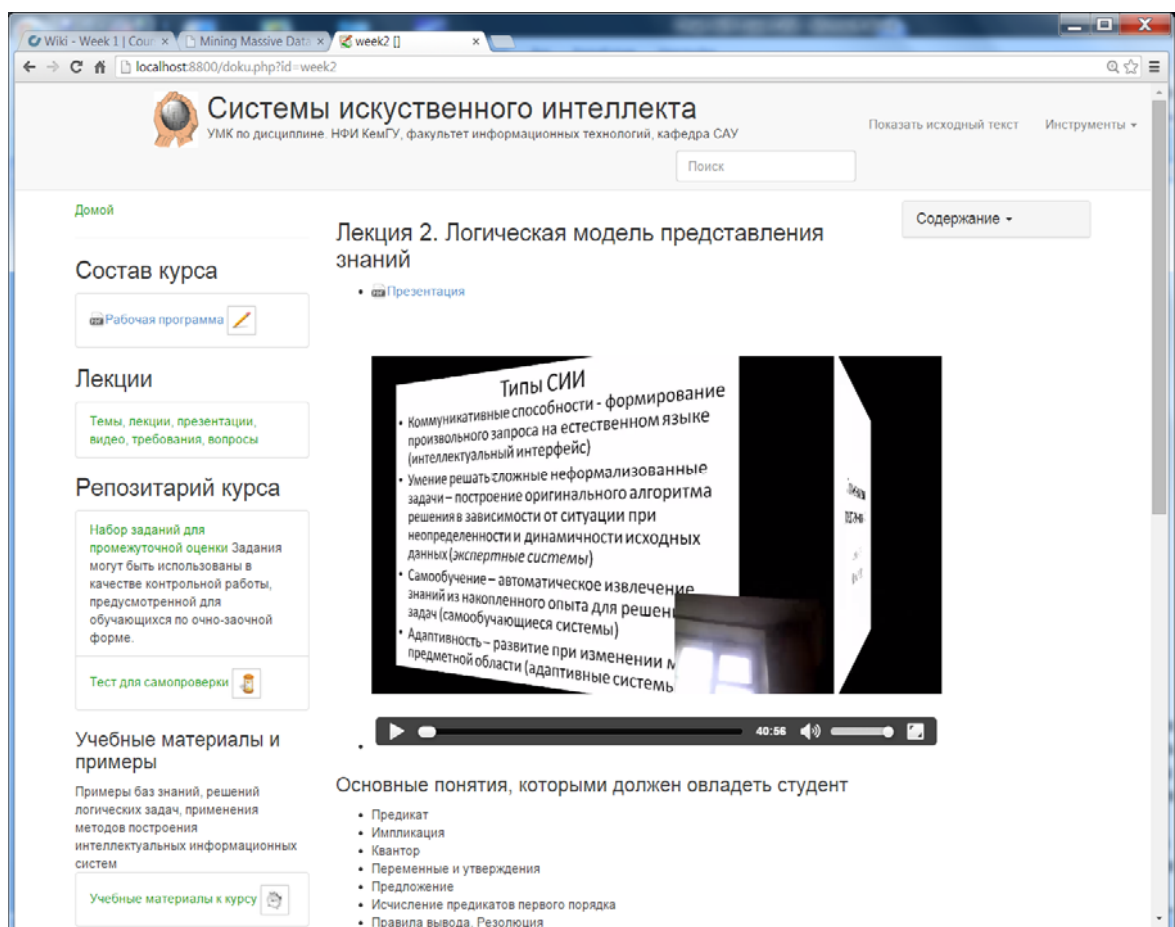 Wiki - Week 1 | Cour
Mining Massive Data
week2 []
localhost:8800/doku.php?id=week2
Системы искуственного интеллекта
УМК по дисциплине. НФИ КемГУ, факультет информационных технологий, кафедра САУ
Показать исходный текст
Инструменты
Поиск
Домой
Состав курса
Рабочая программа
Лекции
Темы, лекции, презентации,
видео, требования, вопросы
Репозитарий курса
Набор заданий для
промежуточной оценки Задания
могут быть использованы в
качестве контрольной работы,
предусмотренной для
обучающихся по очно-заочной
форме.
Тест для самопроверки
Учебные материалы и
примеры
Примеры баз знаний, решений
логических задач, применения
методов построения
интеллектуальных информационных
систем
Учебные материалы к курсу
Содержание
Лекция 2. Логическая модель представления
знаний
• Презентация
Типы СИИ
• Коммуникативные способности - формирование
произвольного запроса на естественном языке
(интеллектуальный интерфейс)
• Умение решать сложные неформализованные
задачи – построение оригинального алгоритма
решения в зависимости от ситуации при
неопределенности и динамичности исходных
данных (экспертные системы)
• Самообучение – автоматическое извлечение
знаний из накопленного опыта для решен
задач (самообучающиеся системы)
• Адаптивность – развитие при изменении м
предметной области (адаптивные системь
40:56
Основные понятия, которыми должен овладеть студент
• Предикат
• Импликация
• Квантор
• Переменные и утверждения
• Предложение
• Исчисление предикатов первого порядка
• Правила вывода. Резолюция